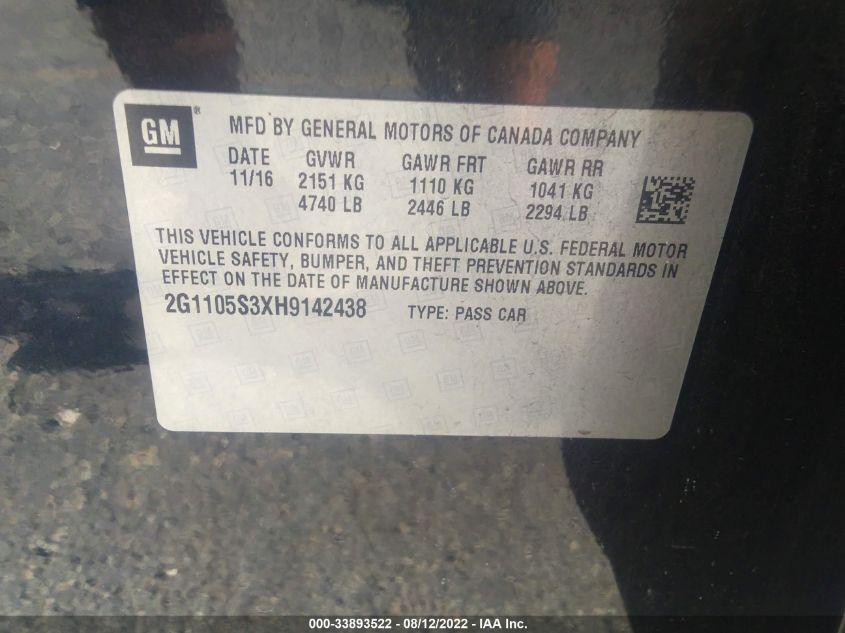 GM ®
MFD BY GENERAL MOTORS OF CANADA COMPANY
DATE GVWR GAWR FRT GAWR RR
11/16 2151 KG 1110 KG 1041 KG
4740 LB 2446 LB 2294 LB
THIS VEHICLE CONFORMS TO ALL APPLICABLE U.S. FEDERAL MOTOR
VEHICLE SAFETY, BUMPER, AND THEFT PREVENTION STANDARDS IN
EFFECT ON THE DATE OF MANUFACTURE SHOWN ABOVE.
2G1105S3XH9142438 TYPE: PASS CAR
000-33893522 - 08/12/2022 - IAA Inc.